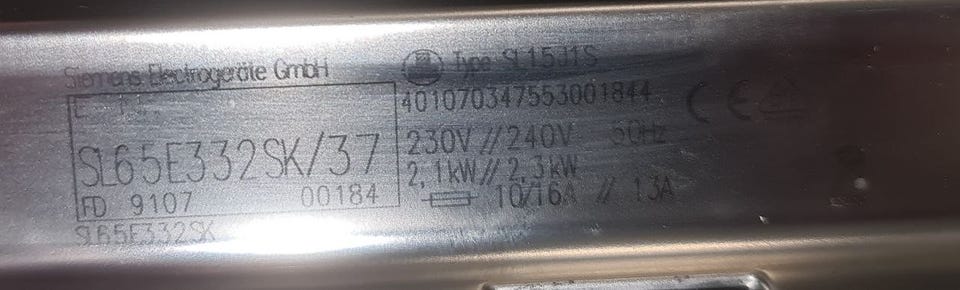 Siemens Electrogeräte GmbH
Type SL15J1S
SL65E332SK/37
FD 9107 00184
SL65E332SK
401070347553001844
230V // 240V 50Hz
2,1kW // 2,3kW
10/16A // 13A
CE